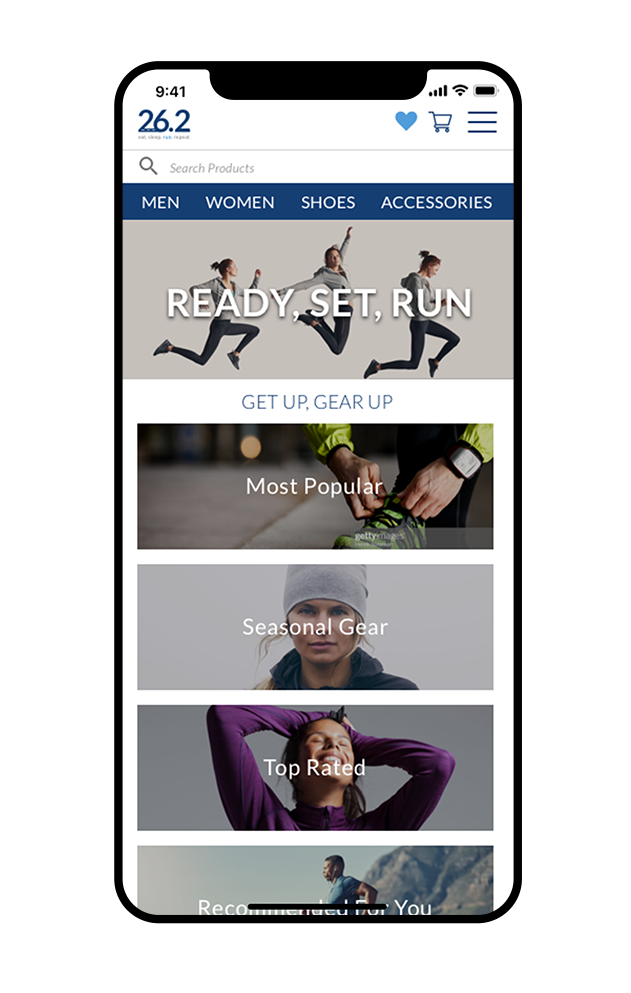 9:41
26.2
eat. sleep. run. repeat.
Search Products
MEN WOMEN SHOES ACCESSORIES
READY, SET, RUN
GET UP, GEAR UP
Most Popular
gettyimages
Seasonal Gear
Top Rated
Recommended For You